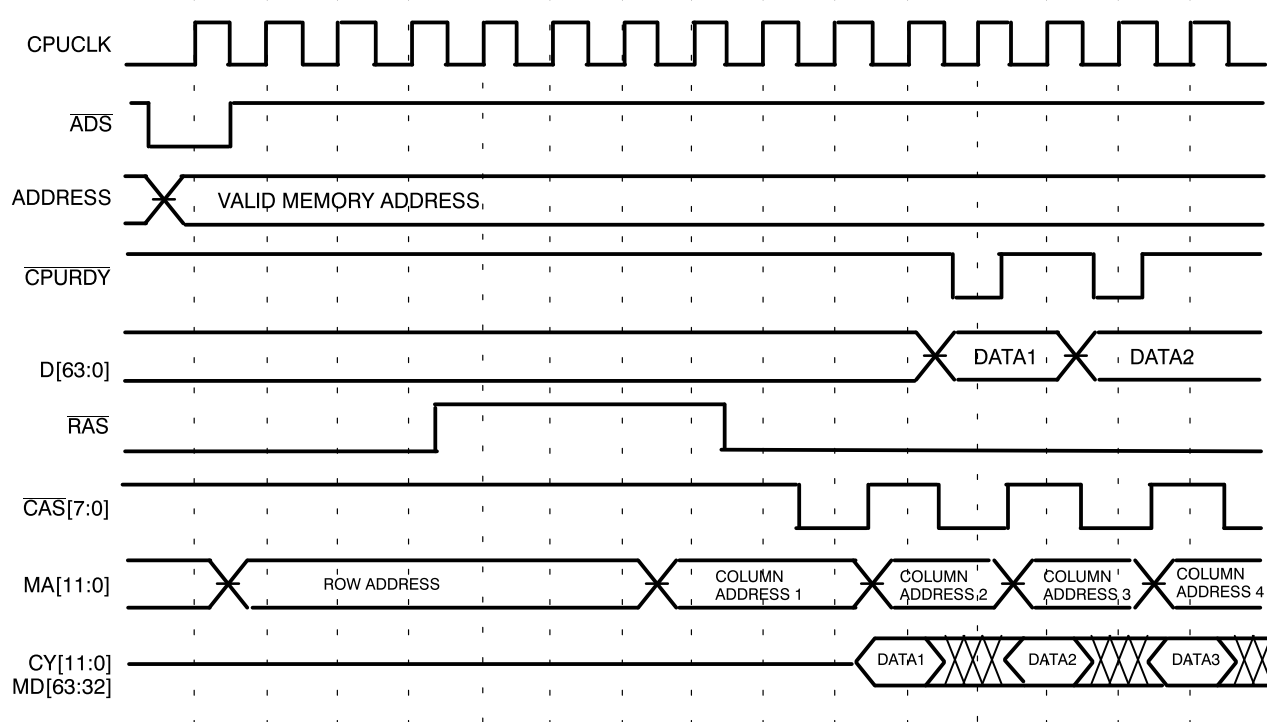 CPUCLK
ADS
ADDRESS
VALID MEMORY ADDRESS
CPURDY
D[63:0]
DATA1
DATA2
RAS
CAS[7:0]
MA[11:0]
ROW ADDRESS
COLUMN
ADDRESS 1
COLUMN
ADDRESS 2
COLUMN
ADDRESS 3
COLUMN
ADDRESS 4
CY[11:0]
MD[63:32]
DATA1
DATA2
DATA3